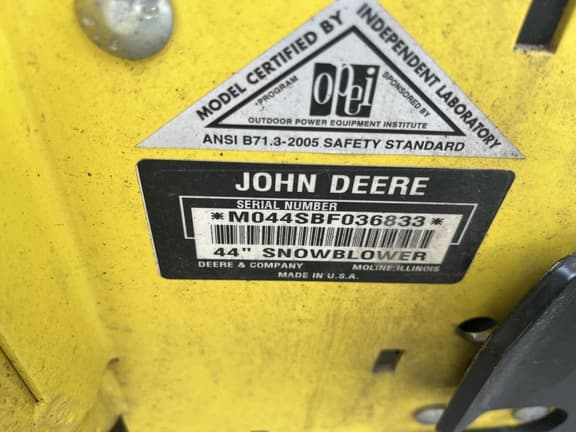 MODEL CERTIFIED BY INDEPENDENT LABORATORY
PROGRAM SPONSORED BY
opei
OUTDOOR POWER EQUIPMENT INSTITUTE
ANSI B71.3-2005 SAFETY STANDARD
JOHN DEERE
SERIAL NUMBER
*M044SBF036833*
44" SNOWBLOWER
DEERE & COMPANY MOLINE, ILLINOIS
MADE IN U.S.A.